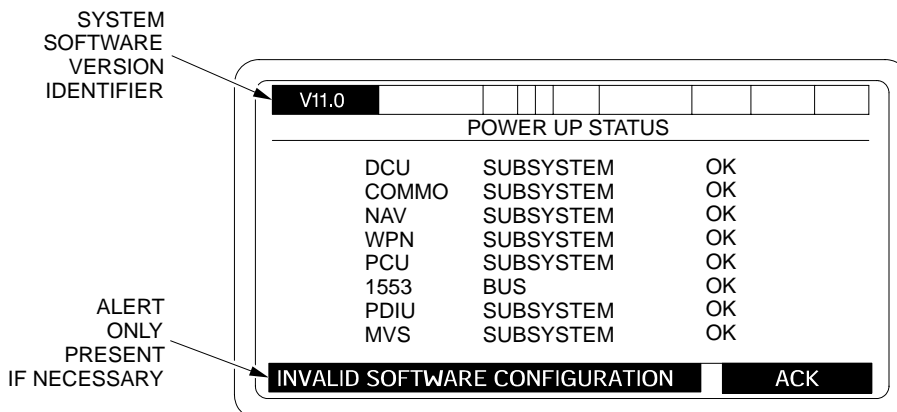 SYSTEM
SOFTWARE
VERSION
IDENTIFIER
V11.0
POWER UP STATUS
DCU SUBSYSTEM OK
COMMO SUBSYSTEM OK
NAV SUBSYSTEM OK
WPN SUBSYSTEM OK
PCU SUBSYSTEM OK
1553 BUS OK
PDIU SUBSYSTEM OK
MVS SUBSYSTEM OK
ALERT
ONLY
PRESENT
IF NECESSARY
INVALID SOFTWARE CONFIGURATION ACK